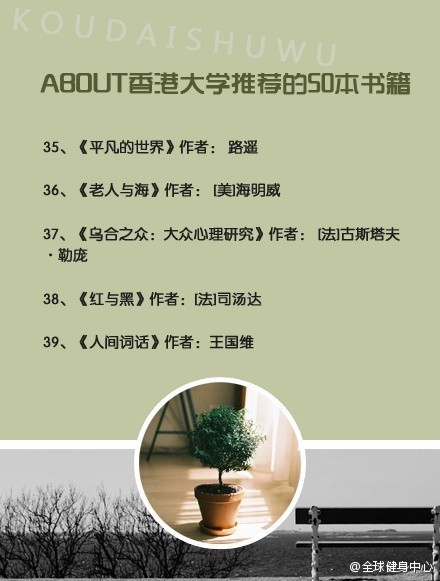 KOUDAISHUWU
ABOUT香港大学推荐的50本书籍
35、《平凡的世界》作者： 路遥
36、《老人与海》作者： [美]海明威
37、《乌合之众：大众心理研究》作者： [法]古斯塔夫
·勒庞
38、《红与黑》作者：[法]司汤达
39、《人间词话》作者：王国维
@全球健身中心